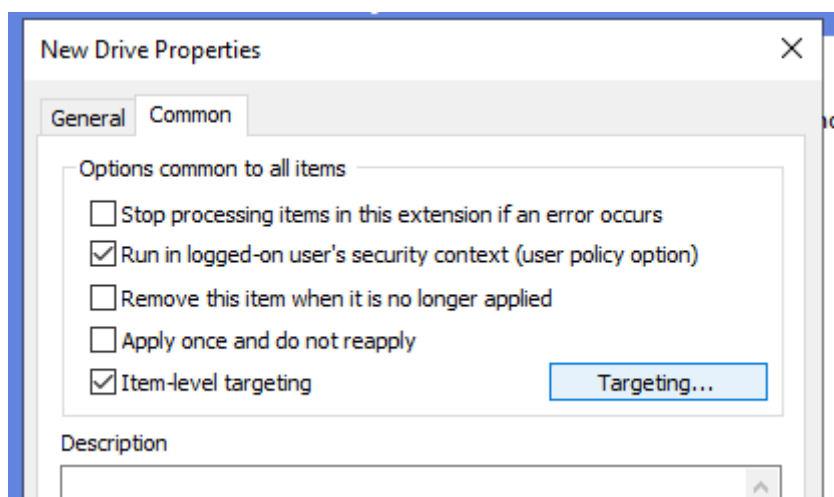 New Drive Properties
General Common
Options common to all items
Stop processing items in this extension if an error occurs
Run in logged-on user's security context (user policy option)
Remove this item when it is no longer applied
Apply once and do not reapply
Item-level targeting Targeting...
Description